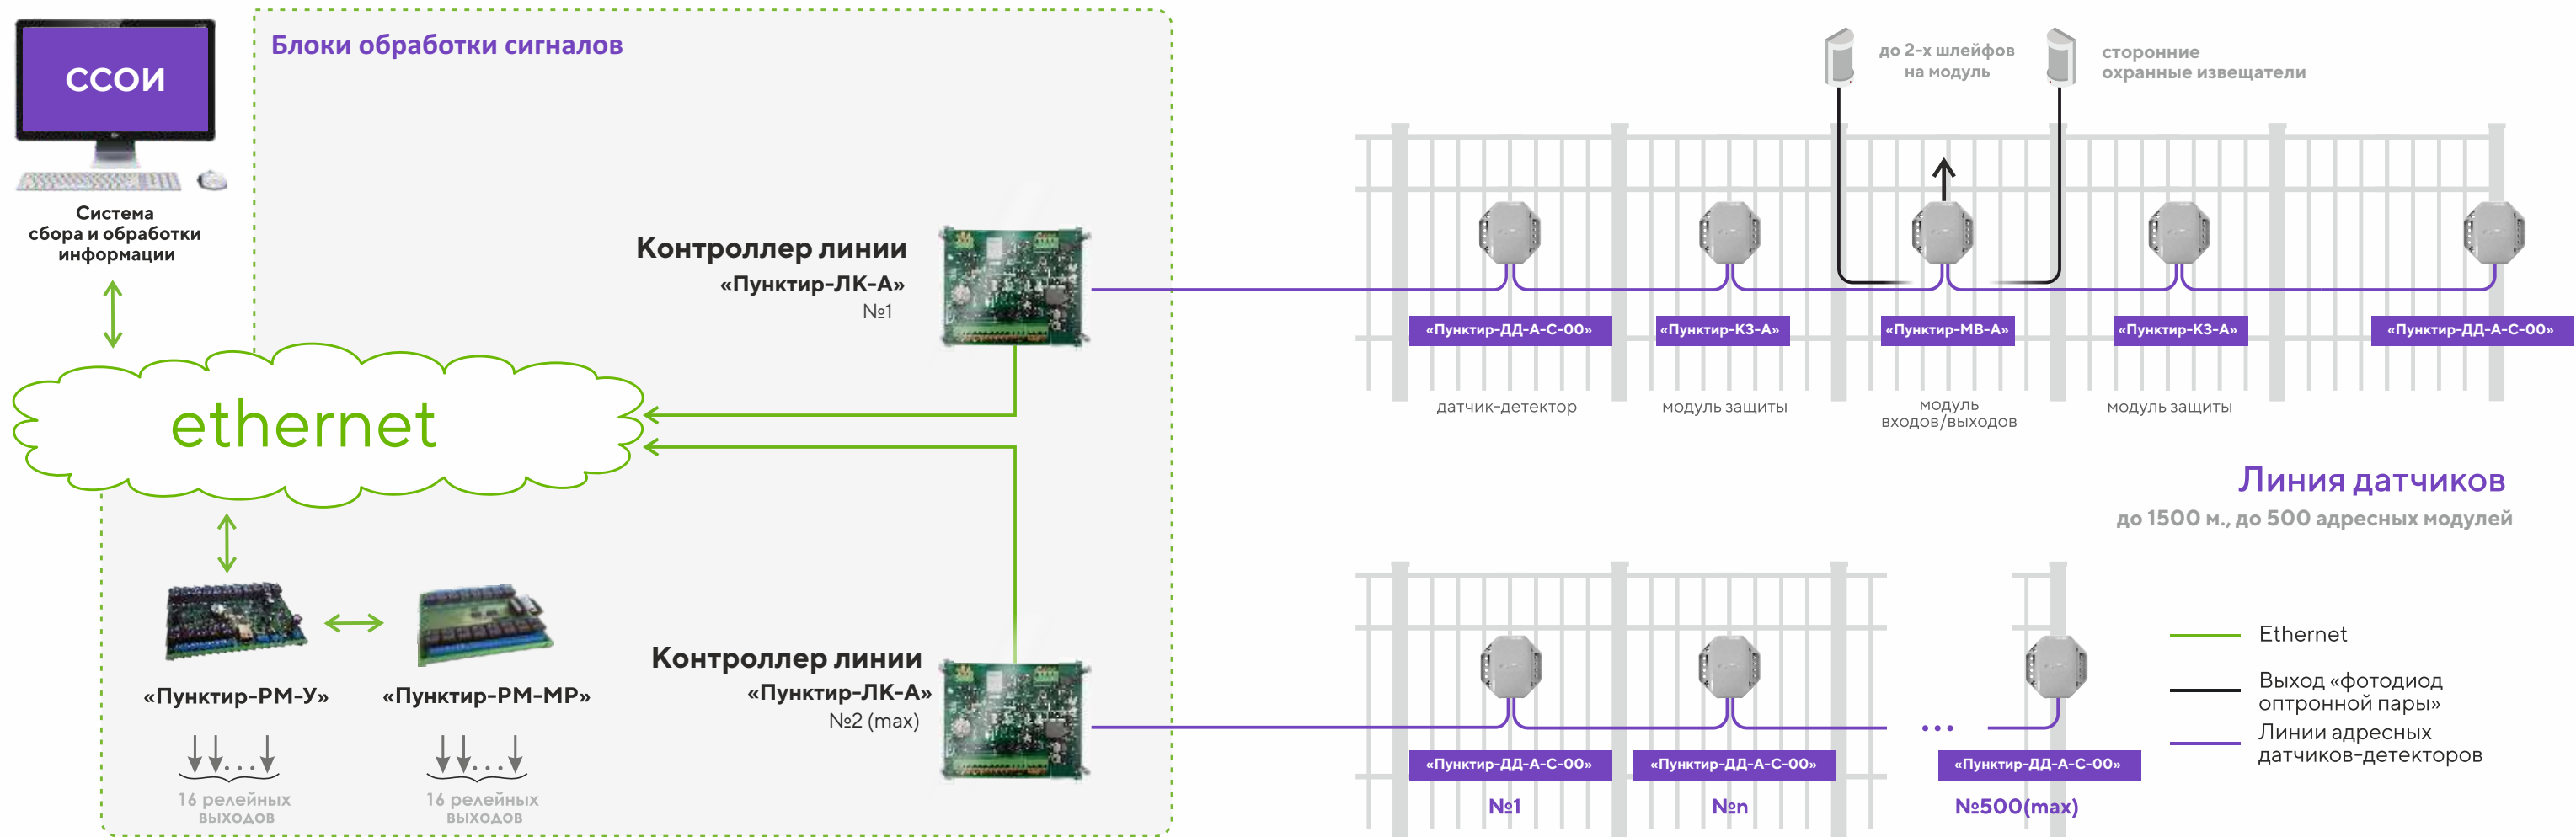 ССОИ
Система
сбора и обработки
информации
Блоки обработки сигналов
ethernet
Контроллер линии
«Пунктир-ЛК-А»
№1
Контроллер линии
«Пунктир-ЛК-А»
№2 (max)
«Пунктир-РМ-У»
«Пунктир-РМ-МР»
16 релейных
выходов
16 релейных
выходов
до 2-х шлейфов
на модуль
сторонние
охранные извещатели
«Пунктир-ДД-А-С-00»
«Пунктир-КЗ-А»
«Пунктир-МВ-А»
«Пунктир-КЗ-А»
«Пунктир-ДД-А-С-00»
датчик-детектор
модуль защиты
модуль
входов/выходов
модуль защиты
Линия датчиков
до 1500 м., до 500 адресных модулей
«Пунктир-ДД-А-С-00»
«Пунктир-ДД-А-С-00»
...
«Пунктир-ДД-А-С-00»
№1
№n
№500(max)
Ethernet
Выход «фотодиод
оптронной пары»
Линии адресных
датчиков-детекторов